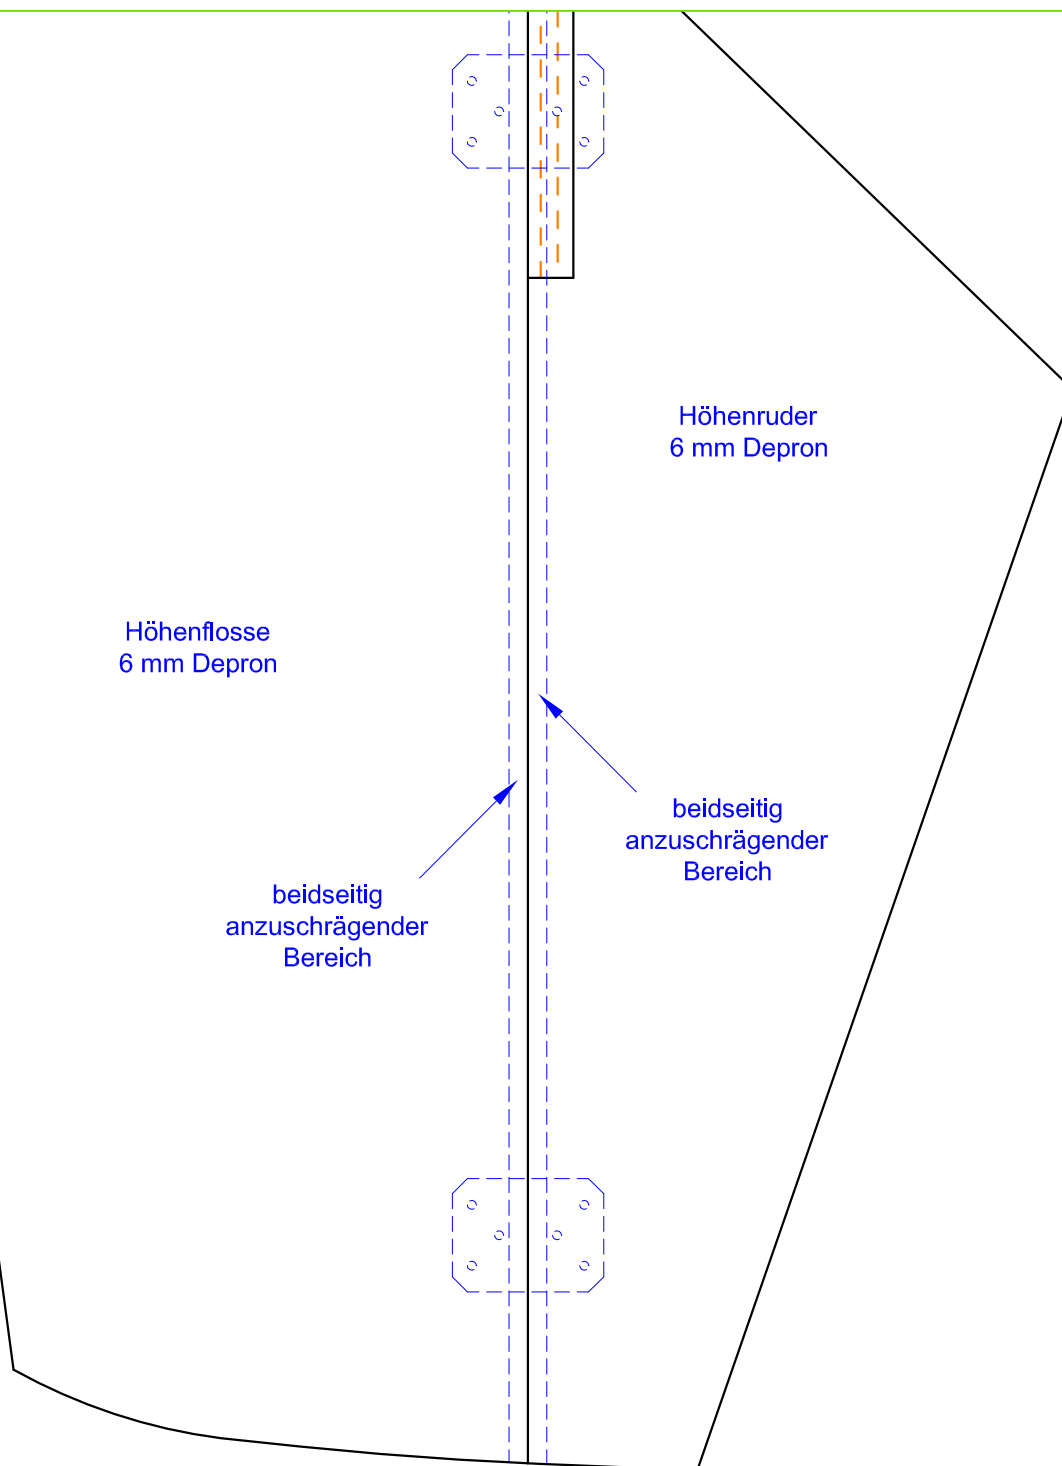 Höhenruder
6 mm Depron
Höhenflosse
6 mm Depron
beidseitig
anzuschrägender
Bereich
beidseitig
anzuschrägender
Bereich